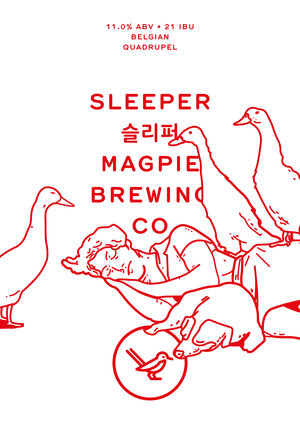 11.0% ABV • 21 IBU
BELGIAN
QUADRUPEL
SLEEPER
슬리퍼
MAGPIE
BREWING
CO